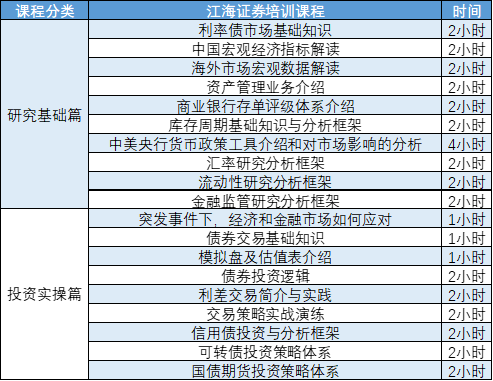 课程分类 江海证券培训课程 时间
研究基础篇
利率债市场基础知识 2小时
中国宏观经济指标解读 2小时
海外市场宏观数据解读 2小时
资产管理业务介绍 2小时
商业银行存单评级体系介绍 2小时
库存周期基础知识与分析框架 2小时
中美央行货币政策工具介绍和对市场影响的分析 4小时
汇率研究分析框架 2小时
流动性研究分析框架 2小时
金融监管研究分析框架 2小时
投资实操篇
突发事件下，经济和金融市场如何应对 1小时
债券交易基础知识 1小时
模拟盘及估值表介绍 1小时
债券投资逻辑 2小时
利差交易简介与实践 2小时
交易策略实战演练 2小时
信用债投资与分析框架 2小时
可转债投资策略体系 2小时
国债期货投资策略体系 2小时